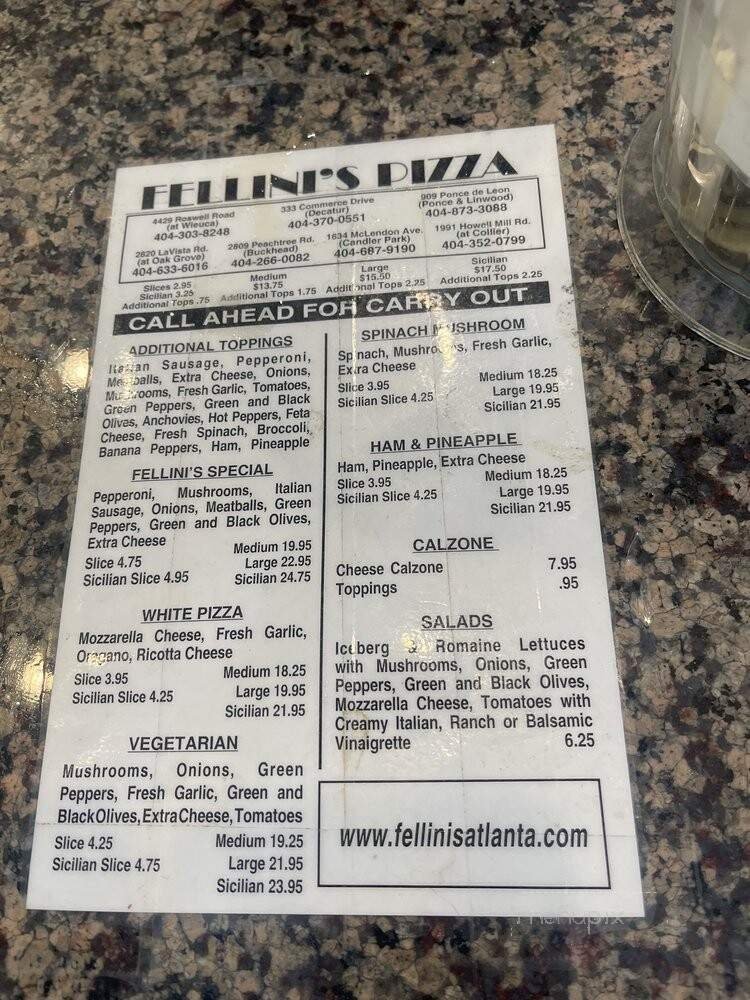 FELLINI'S PIZZA
4429 Roswell Road
(at Wieuca)
404-303-8248
333 Commerce Drive
(Decatur)
404-370-0551
909 Ponce de Leon
(Ponce & Linwood)
404-873-3088
2820 LaVista Rd.
(at Oak Grove)
404-633-6016
2809 Peachtree Rd.
(Buckhead)
404-266-0082
1634 McLendon Ave.
(Candler Park)
404-687-9190
1991 Howell Mill Rd.
(at Collier)
404-352-0799
Slices 2.95
Sicilian 3.25
Additional Tops .75
Medium
$13.75
Additional Tops 1.75
Large
$15.50
Additional Tops 2.25
Sicilian
$17.50
Additional Tops 2.25
CALL AHEAD FOR CARRY OUT
ADDITIONAL TOPPINGS
Italian Sausage, Pepperoni,
Meatballs, Extra Cheese, Onions,
Mushrooms, Fresh Garlic, Tomatoes,
Green Peppers, Green and Black
Olives, Anchovies, Hot Peppers, Feta
Cheese, Fresh Spinach, Broccoli,
Banana Peppers, Ham, Pineapple
FELLINI'S SPECIAL
Pepperoni, Mushrooms, Italian
Sausage, Onions, Meatballs, Green
Peppers, Green and Black Olives,
Extra Cheese
Slice 4.75
Sicilian Slice 4.95
Medium 19.95
Large 22.95
Sicilian 24.75
WHITE PIZZA
Mozzarella Cheese, Fresh Garlic,
Oregano, Ricotta Cheese
Slice 3.95
Sicilian Slice 4.25
Medium 18.25
Large 19.95
Sicilian 21.95
VEGETARIAN
Mushrooms, Onions, Green
Peppers, Fresh Garlic, Green and
Black Olives, Extra Cheese, Tomatoes
Slice 4.25
Sicilian Slice 4.75
Medium 19.25
Large 21.95
Sicilian 23.95
SPINACH MUSHROOM
Spinach, Mushrooms, Fresh Garlic,
Extra Cheese
Slice 3.95
Sicilian Slice 4.25
Medium 18.25
Large 19.95
Sicilian 21.95
HAM & PINEAPPLE
Ham, Pineapple, Extra Cheese
Slice 3.95
Sicilian Slice 4.25
Medium 18.25
Large 19.95
Sicilian 21.95
CALZONE
Cheese Calzone 7.95
Toppings .95
SALADS
Iceberg & Romaine Lettuces
with Mushrooms, Onions, Green
Peppers, Green and Black Olives,
Mozzarella Cheese, Tomatoes with
Creamy Italian, Ranch or Balsamic
Vinaigrette 6.25
www.fellinisatlanta.com
menupix